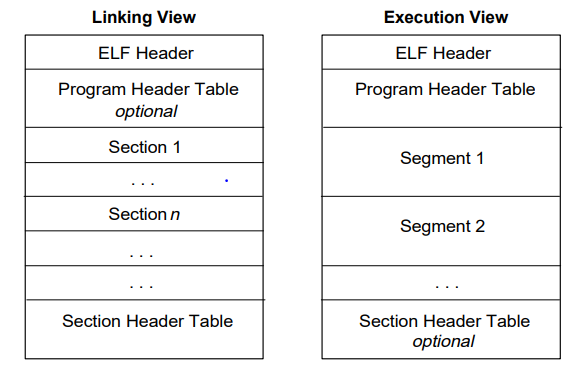 Linking View
ELF Header
Program Header Table
optional
Section 1
. . .
Section n
. . .
. . .
Section Header Table
Execution View
ELF Header
Program Header Table
Segment 1
Segment 2
. . .
Section Header Table
optional